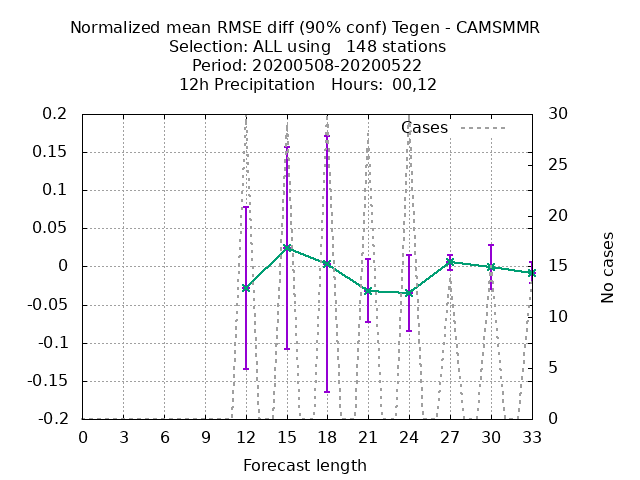 Normalized mean RMSE diff (90% conf) Tegen - CAMSMMR
Selection: ALL using   148 stations
Period: 20200508-20200522
12h Precipitation   Hours:  00,12
0.2
0.15
0.1
0.05
0
-0.05
-0.1
-0.15
-0.2
Cases
30
25
20
15
10
5
0
No cases
0 3 6 9 12 15 18 21 24 27 30 33
Forecast length